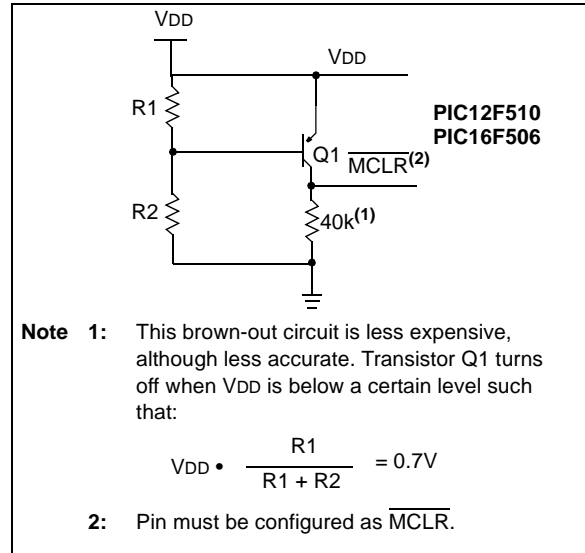 VDD
VDD
R1
PIC12F510
PIC16F506
Q1
MCLR(2)
R2
40k(1)
Note 1: This brown-out circuit is less expensive,
although less accurate. Transistor Q1 turns
off when VDD is below a certain level such
that:
VDD • R1 / R1 + R2 = 0.7V
2: Pin must be configured as MCLR.